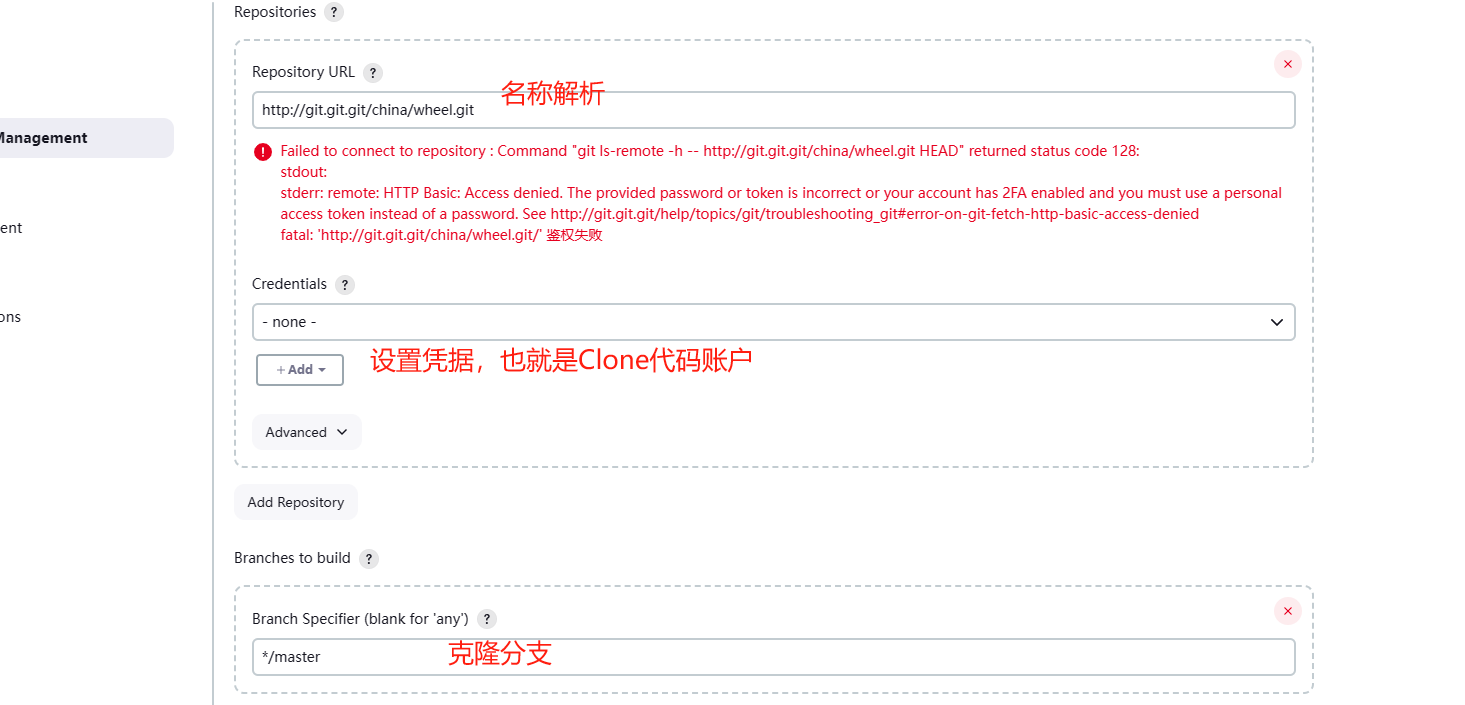 Repositories ?
Repository URL ?
名称解析
http://git.git.git/china/wheel.git
Management
Failed to connect to repository : Command "git ls-remote -h -- http://git.git.git/china/wheel.git HEAD" returned status code 128:
stdout:
stderr: remote: HTTP Basic: Access denied. The provided password or token is incorrect or your account has 2FA enabled and you must use a personal
access token instead of a password. See http://git.git.git/help/topics/git/troubleshooting_git#error-on-git-fetch-http-basic-access-denied
fatal: 'http://git.git.git/china/wheel.git/' 鉴权失败
ent
Credentials ?
ons
- none -
设置凭据，也就是Clone代码账户
+ Add
Advanced
Add Repository
Branches to build ?
Branch Specifier (blank for 'any') ?
*/master
克隆分支